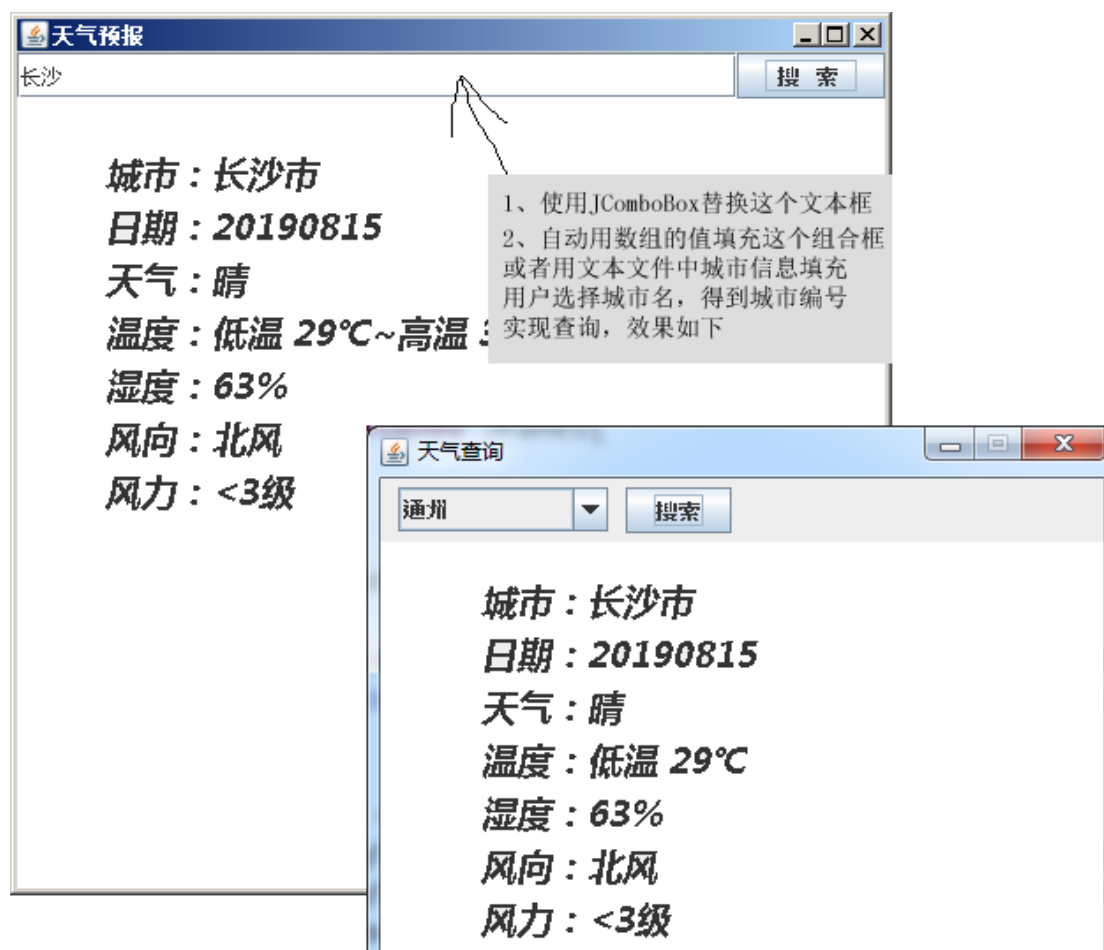 天气预报
长沙
搜 索
城市：长沙市
日期：20190815
天气：晴
温度：低温 29℃~高温
湿度：63%
风向：北风
风力：<3级
1、使用JComboBox替换这个文本框
2、自动用数组的值填充这个组合框
或者用文本文件中城市信息填充
用户选择城市名，得到城市编号
实现查询，效果如下
天气查询
通州
搜索
城市：长沙市
日期：20190815
天气：晴
温度：低温 29℃
湿度：63%
风向：北风
风力：<3级